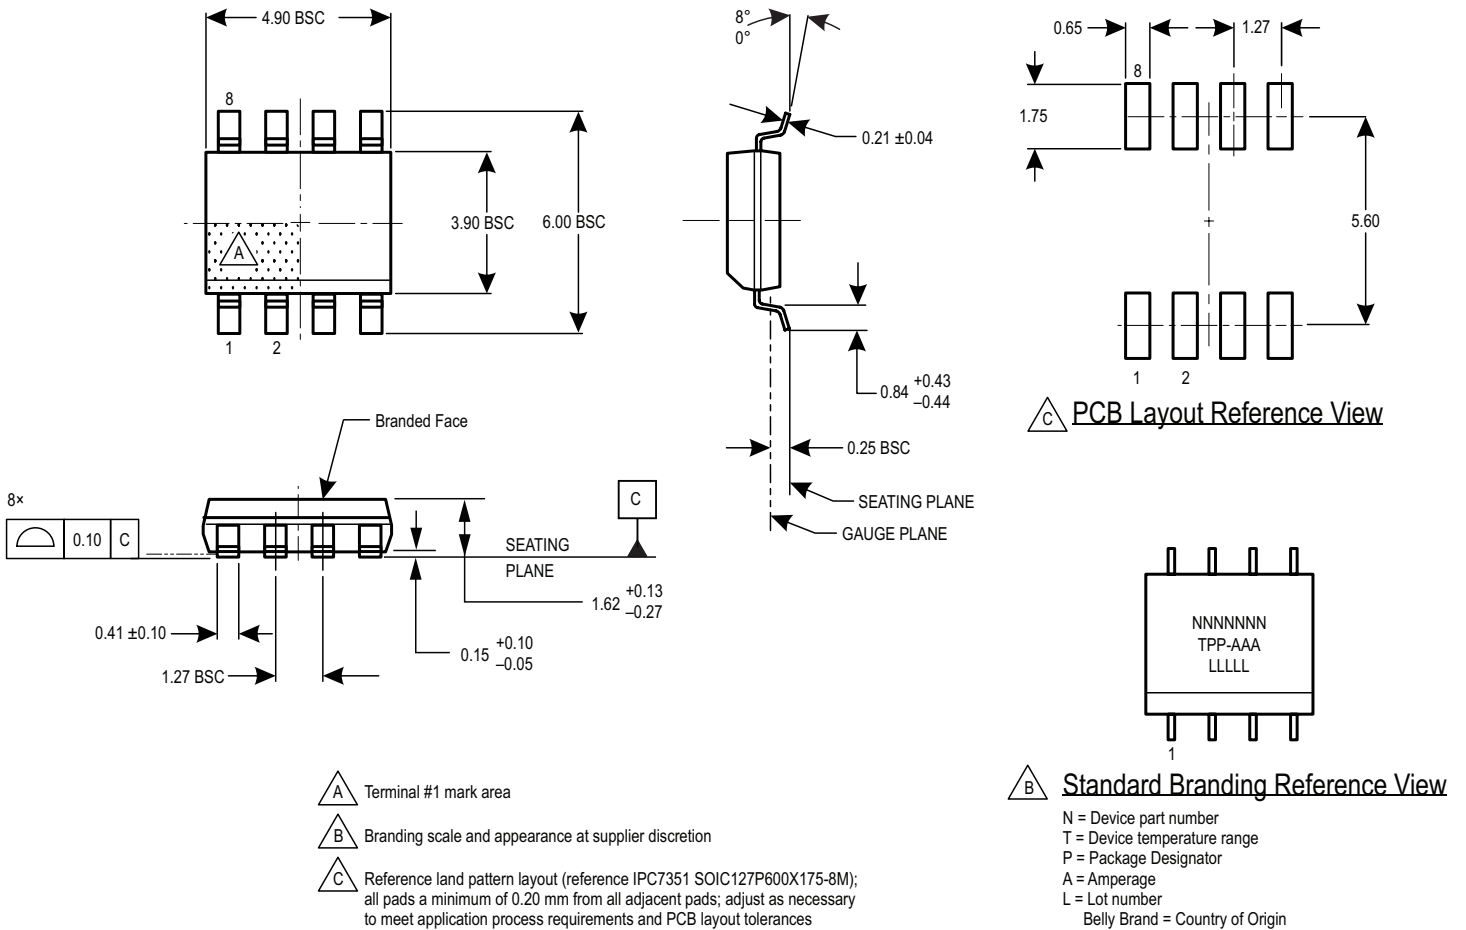 4.90 BSC
8
3.90 BSC
6.00 BSC
A
1
2
8°
0°
0.21 ±0.04
0.84 +0.43
–0.44
0.25 BSC
SEATING PLANE
GAUGE PLANE
0.65
1.27
8
1.75
5.60
1
2
C
PCB Layout Reference View
Branded Face
8×
0.10
C
C
SEATING
PLANE
1.62 +0.13
–0.27
0.41 ±0.10
0.15 +0.10
–0.05
1.27 BSC
NNNNNNN
TPP-AAA
LLLLL
1
B
Standard Branding Reference View
N = Device part number
T = Device temperature range
P = Package Designator
A = Amperage
L = Lot number
Belly Brand = Country of Origin
A
Terminal #1 mark area
B
Branding scale and appearance at supplier discretion
C
Reference land pattern layout (reference IPC7351 SOIC127P600X175-8M);
all pads a minimum of 0.20 mm from all adjacent pads; adjust as necessary
to meet application process requirements and PCB layout tolerances